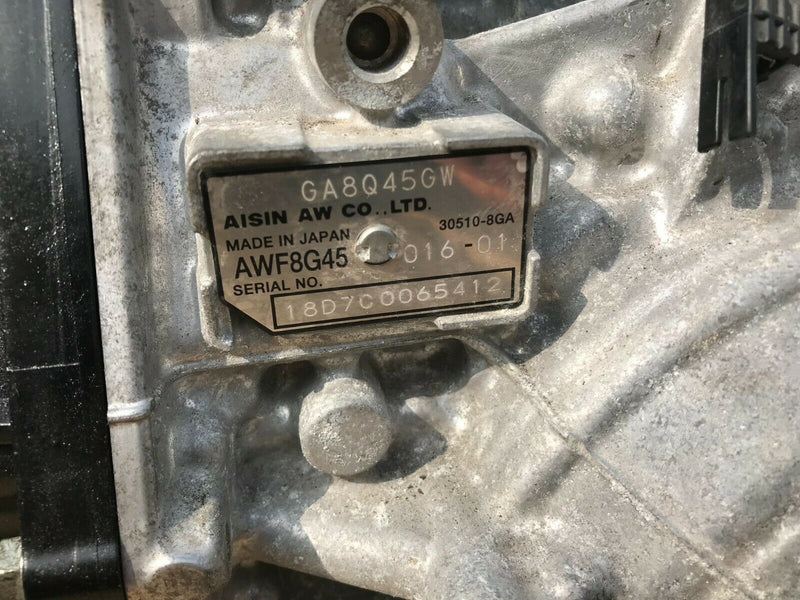 GA8Q45GW
AISIN AW CO.,LTD.
MADE IN JAPAN 30510-8GA
AWF8G45 016-01
SERIAL NO.
18D7C0065412